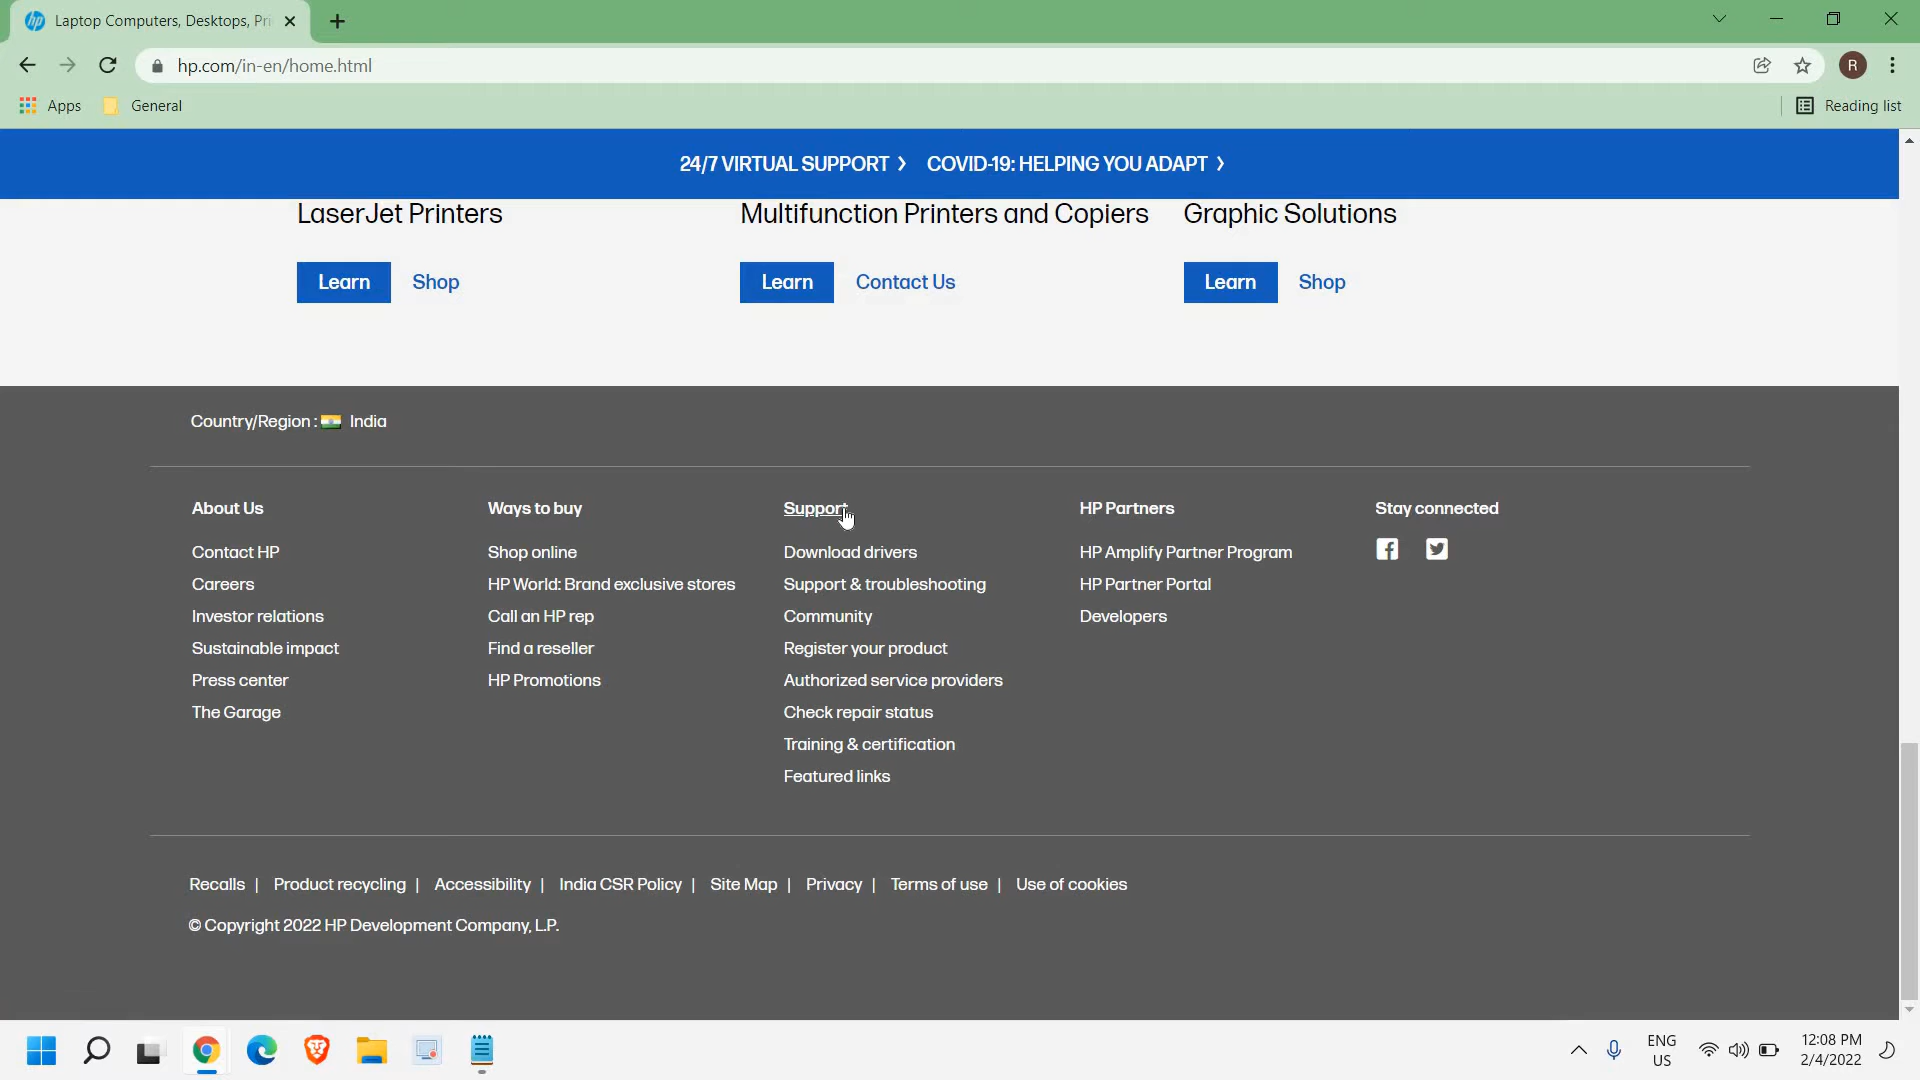 Laptop Computers, Desktops, Pri
hp.com/in-en/home.html
R
Apps
General
Reading list
24/7 VIRTUAL SUPPORT
COVID-19: HELPING YOU ADAPT
LaserJet Printers
Multifunction Printers and Copiers
Graphic Solutions
Learn
Shop
Learn
Contact Us
Learn
Shop
Country/Region : India
About Us
Contact HP
Careers
Investor relations
Sustainable impact
Press center
The Garage
Ways to buy
Shop online
HP World: Brand exclusive stores
Call an HP rep
Find a reseller
HP Promotions
Support
Download drivers
Support & troubleshooting
Community
Register your product
Authorized service providers
Check repair status
Training & certification
Featured links
HP Partners
HP Amplify Partner Program
HP Partner Portal
Developers
Stay connected
Recalls | Product recycling | Accessibility | India CSR Policy | Site Map | Privacy | Terms of use | Use of cookies
© Copyright 2022 HP Development Company, L.P.
ENG
US
12:08 PM
2/4/2022